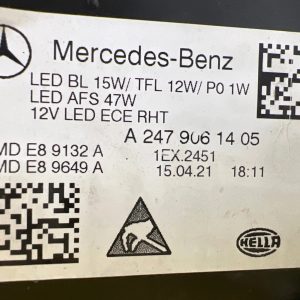 Mercedes-Benz
LED BL 15W/ TFL 12W/ P0 1W
LED AFS 47W
12V LED ECE RHT
A 247 906 14 05
MD E8 9132 A
1EX.2451
MD E8 9649 A
15.04.21 18:11
HELLA